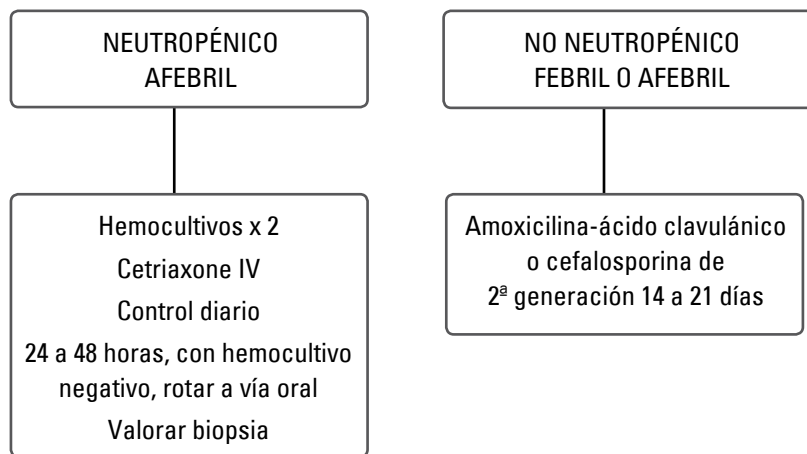 NEUTROPÉNICO
AFEBRIL
Hemocultivos x 2
Cetriaxone IV
Control diario
24 a 48 horas, con hemocultivo
negativo, rotar a vía oral
Valorar biopsia
NO NEUTROPÉNICO
FEBRIL O AFEBRIL
Amoxicilina-ácido clavulánico
o cefalosporina de
2ª generación 14 a 21 días